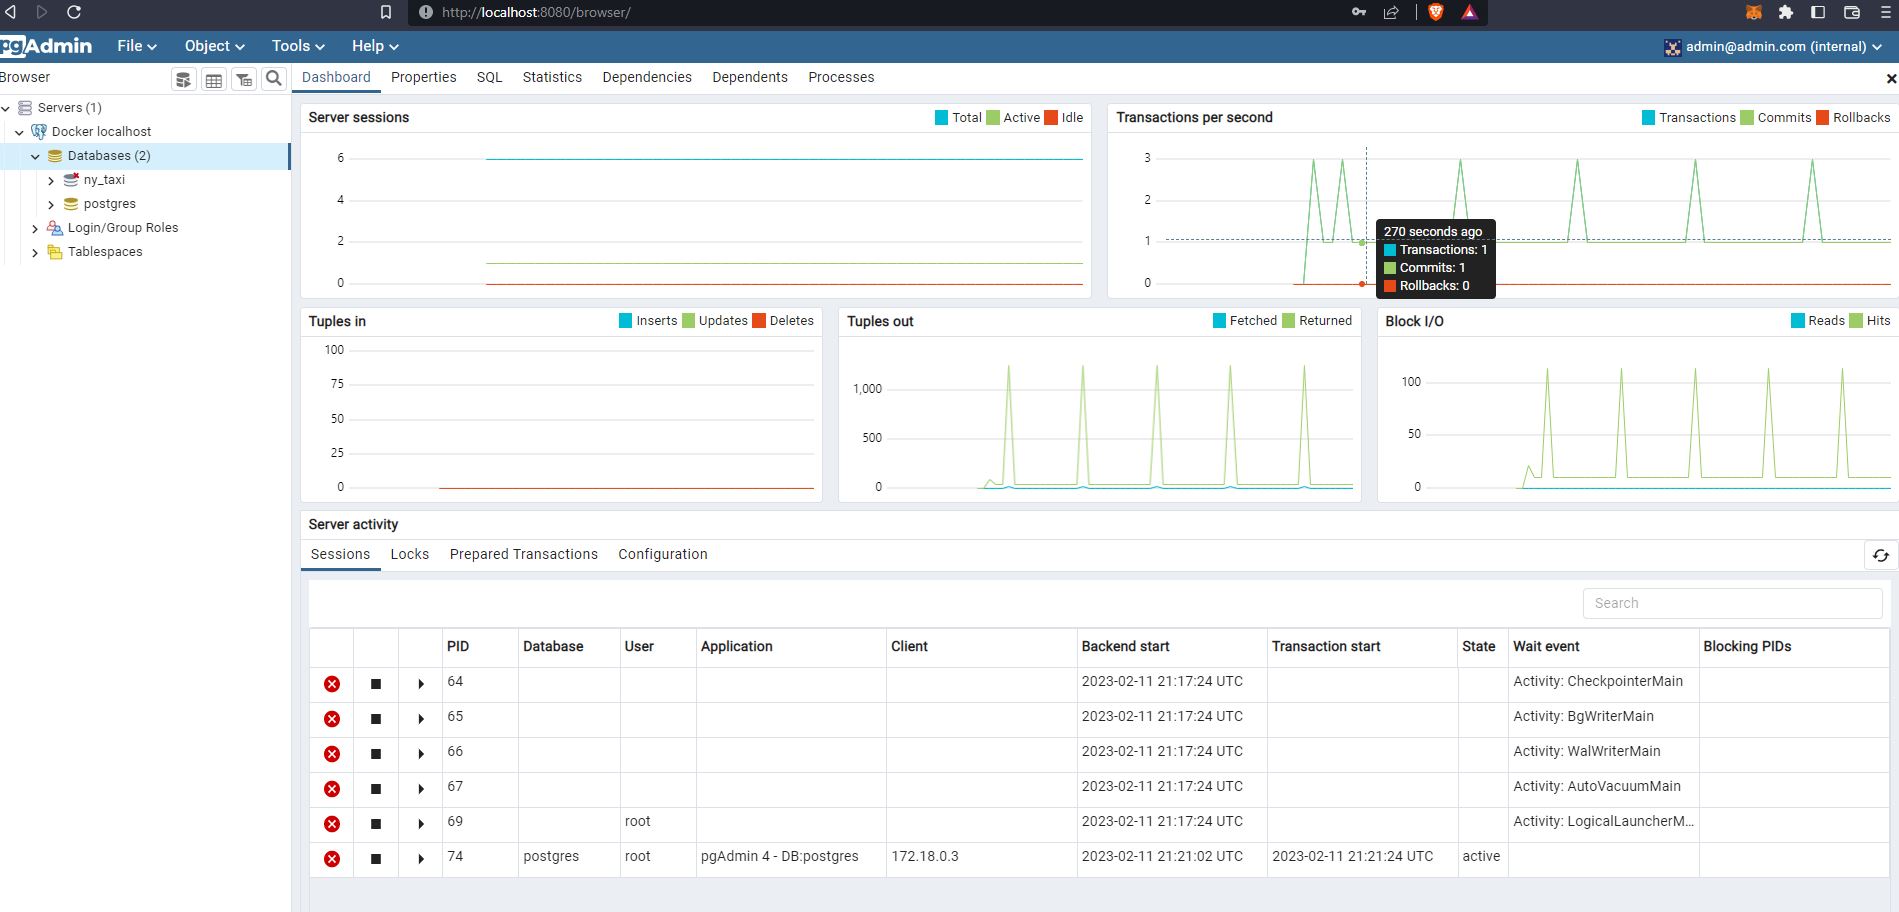 http://localhost:8080/browser/
pgAdmin File Object Tools Help admin@admin.com (internal)
Browser
Dashboard Properties SQL Statistics Dependencies Dependents Processes
Servers (1)
Docker localhost
Databases (2)
ny_taxi
postgres
Login/Group Roles
Tablespaces
Server sessions Total Active Idle
6
4
2
0
Transactions per second Transactions Commits Rollbacks
3
2
1
0
270 seconds ago
Transactions: 1
Commits: 1
Rollbacks: 0
Tuples in Inserts Updates Deletes
100
75
50
25
0
Tuples out Fetched Returned
1,000
500
0
Block I/O Reads Hits
100
50
0
Server activity
Sessions Locks Prepared Transactions Configuration
Search
PID Database User Application Client Backend start Transaction start State Wait event Blocking PIDs
64 2023-02-11 21:17:24 UTC Activity: CheckpointerMain
65 2023-02-11 21:17:24 UTC Activity: BgWriterMain
66 2023-02-11 21:17:24 UTC Activity: WalWriterMain
67 2023-02-11 21:17:24 UTC Activity: AutoVacuumMain
69 root 2023-02-11 21:17:24 UTC Activity: LogicalLauncherM...
74 postgres root pgAdmin 4 - DB:postgres 172.18.0.3 2023-02-11 21:21:02 UTC 2023-02-11 21:21:24 UTC active